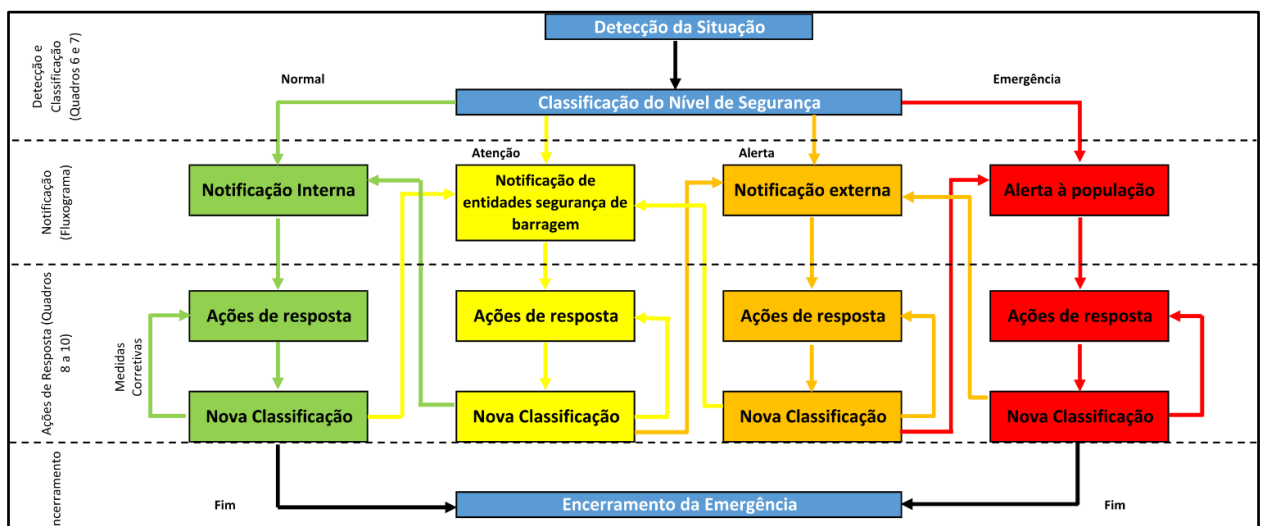 Detecção da Situação
Detecção e
Classificação
(Quadros 6 e 7)
Normal
Emergência
Classificação do Nível de Segurança
Atenção
Alerta
Notificação
(Fluxograma)
Notificação Interna
Notificação de
entidades segurança de
barragem
Notificação externa
Alerta à população
Ações de Resposta (Quadros
8 a 10)
Ações de resposta
Ações de resposta
Ações de resposta
Ações de resposta
Medidas
Corretivas
Nova Classificação
Nova Classificação
Nova Classificação
Nova Classificação
ncerramento
Fim
Encerramento da Emergência
Fim